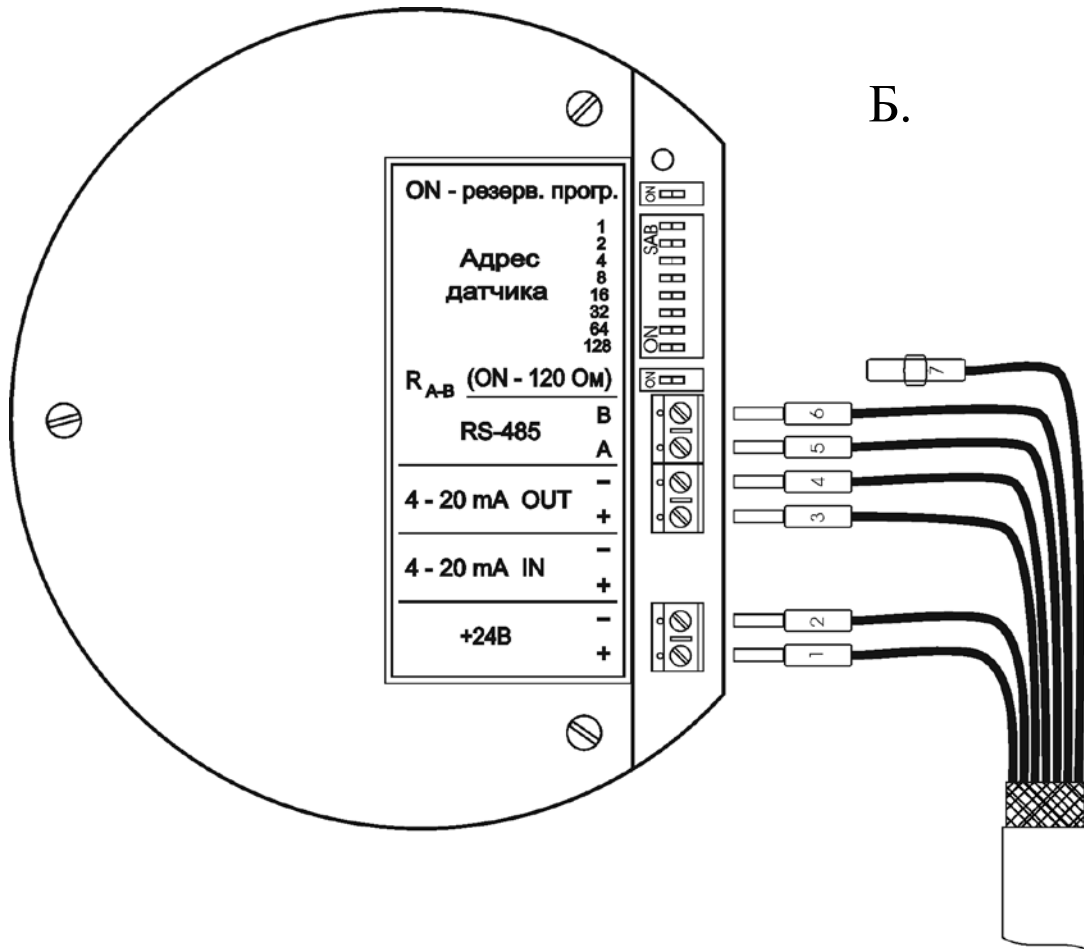 Б.
ON - резерв. прогр.
ON
Адрес
датчика
1
2
4
8
16
32
64
128
SAB
ON
R A-B (ON - 120 Ом)
ON
RS-485
B
A
4 - 20 mA OUT
-
+
4 - 20 mA IN
-
+
+24В
-
+
7
6
5
4
3
2
1